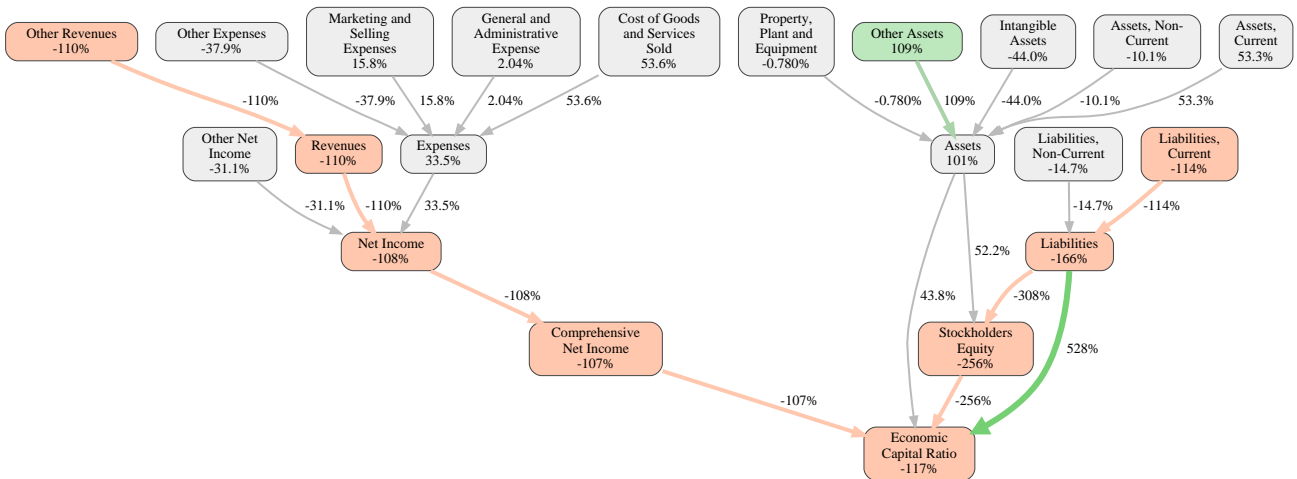 Other Revenues
-110%
Other Expenses
-37.9%
Marketing and
Selling
Expenses
15.8%
General and
Administrative
Expense
2.04%
Cost of Goods
and Services
Sold
53.6%
Property,
Plant and
Equipment
-0.780%
Other Assets
109%
Intangible
Assets
-44.0%
Assets, Non-
Current
-10.1%
Assets,
Current
53.3%
-110%
-37.9%
15.8%
2.04%
53.6%
-0.780%
109%
-44.0%
-10.1%
53.3%
Other Net
Income
-31.1%
Revenues
-110%
Expenses
33.5%
Assets
101%
Liabilities,
Non-Current
-14.7%
Liabilities,
Current
-114%
-31.1%
-110%
33.5%
-14.7%
-114%
Net Income
-108%
52.2%
Liabilities
-166%
-108%
43.8%
-308%
Comprehensive
Net Income
-107%
Stockholders
Equity
-256%
528%
-107%
-256%
Economic
Capital Ratio
-117%